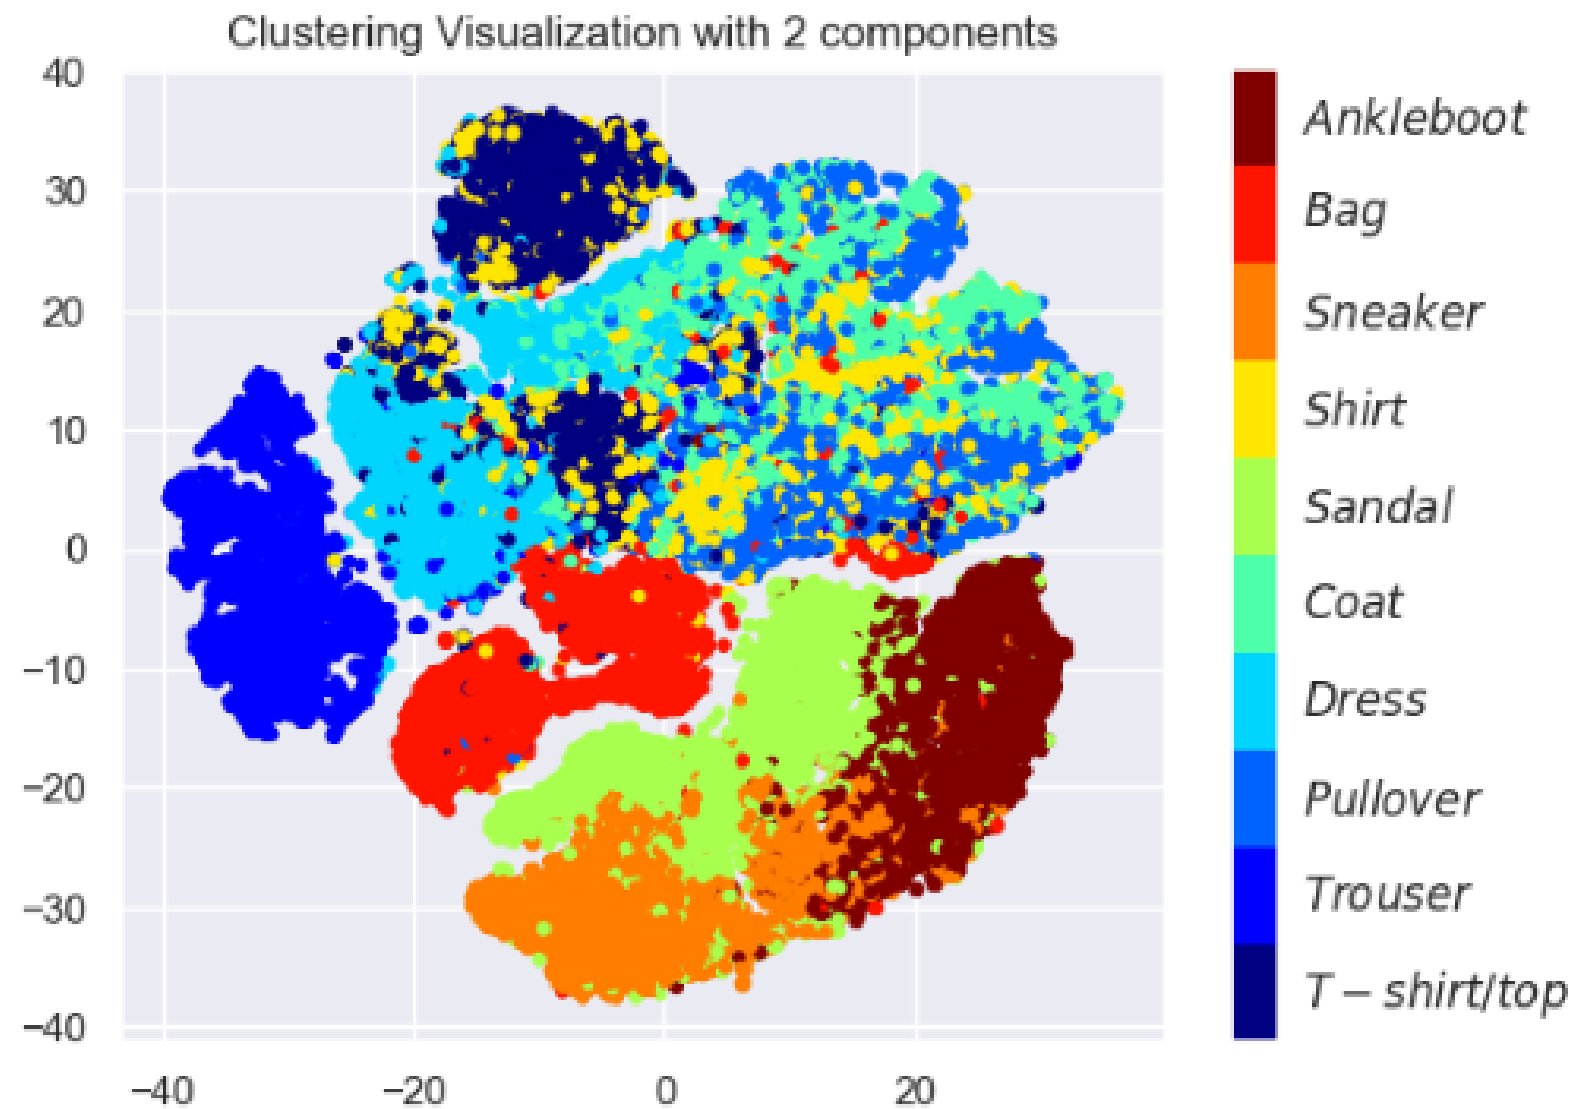 Clustering Visualization with 2 components
40
30
20
10
0
−10
−20
−30
−40
−40
−20
0
20
Ankleboot
Bag
Sneaker
Shirt
Sandal
Coat
Dress
Pullover
Trouser
T − shirt/top